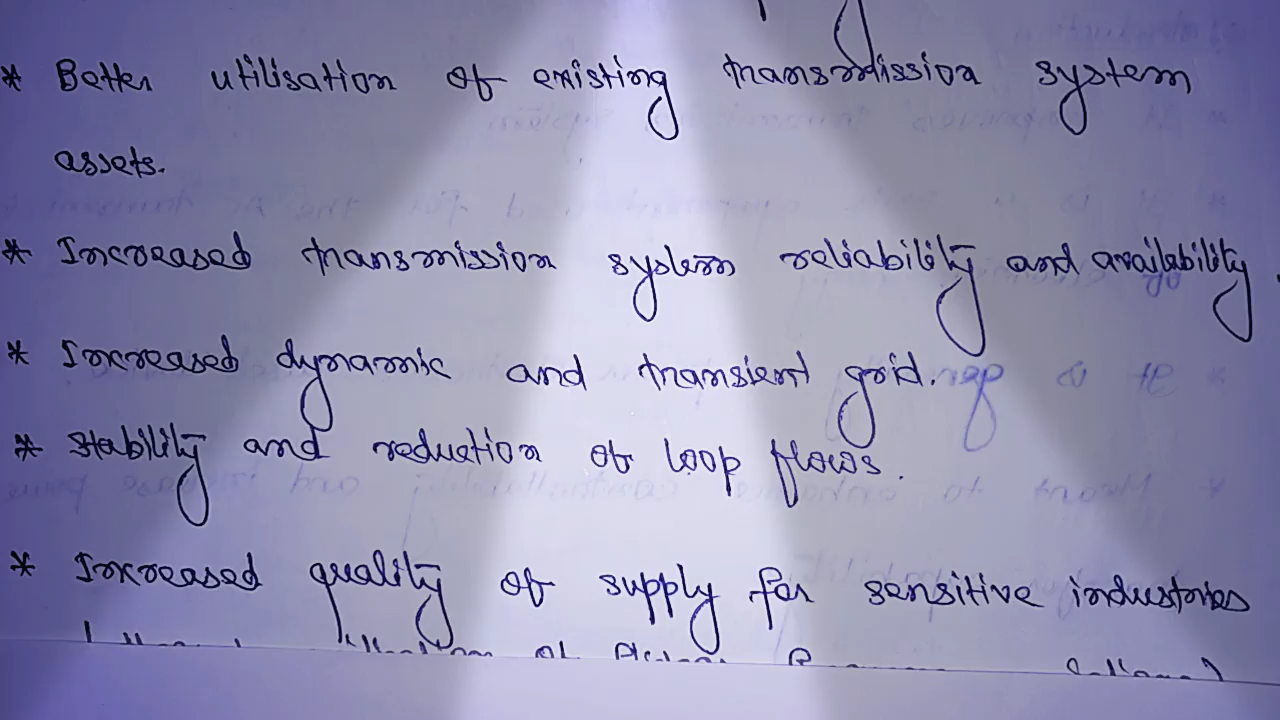 * Better utilisation of existing transmission system
assets.
* Increased transmission system reliability and availability.
* Increased dynamic and transient grid.
* Stability and reduction of loop flows.
* Increased quality of supply for sensitive industries